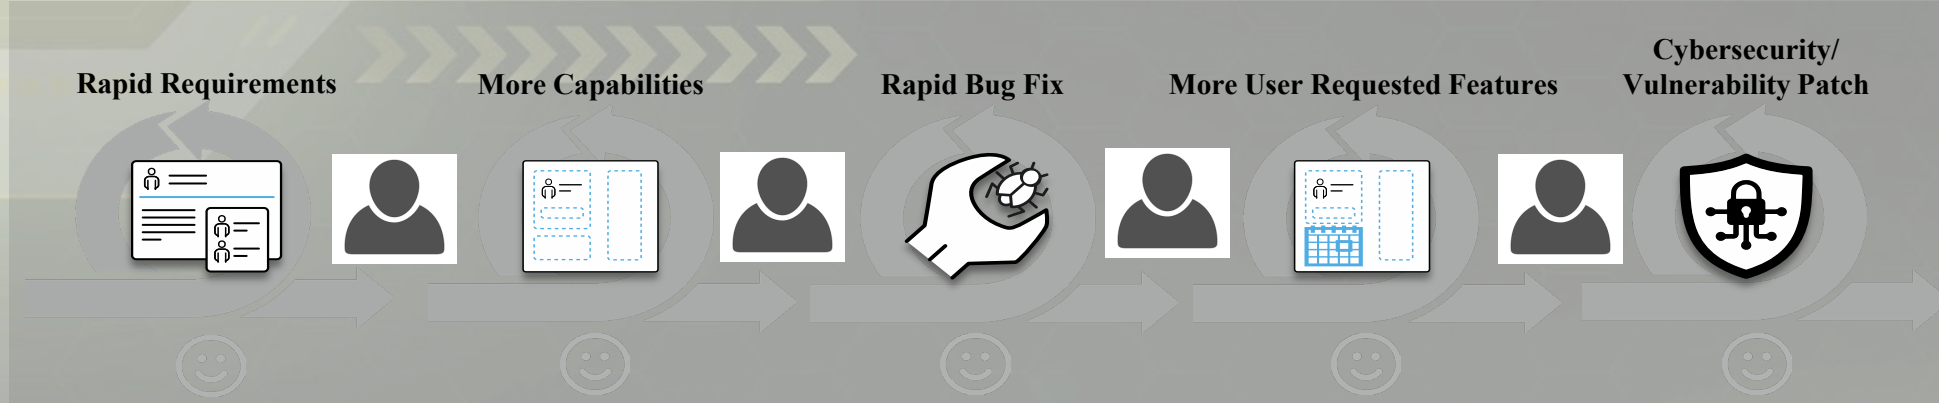 Rapid Requirements
More Capabilities
Rapid Bug Fix
More User Requested Features
Cybersecurity/
Vulnerability Patch